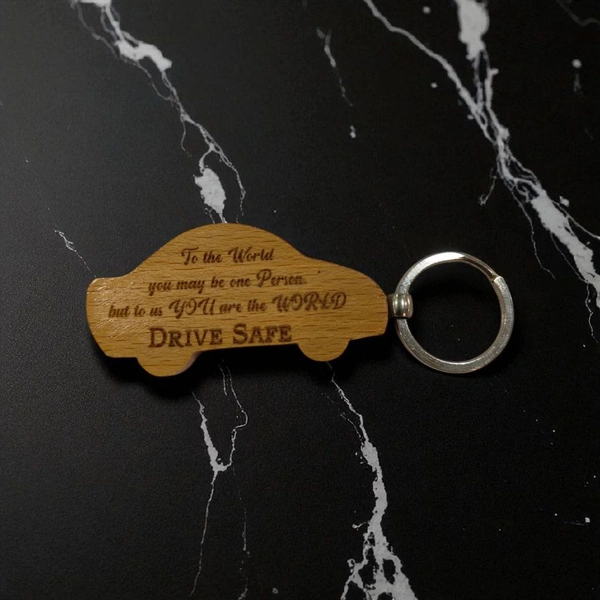 To the World
you may be one Person.
but to us YOU are the WORLD
DRIVE SAFE